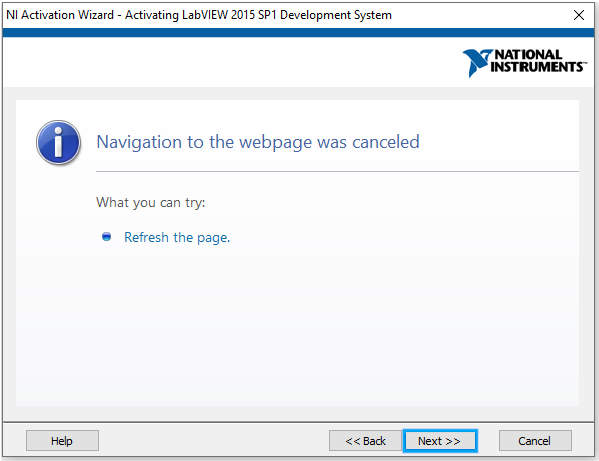 NI Activation Wizard - Activating LabVIEW 2015 SP1 Development System
NATIONAL
INSTRUMENTS™
Navigation to the webpage was canceled
What you can try:
Refresh the page.
Help
<< Back
Next >>
Cancel